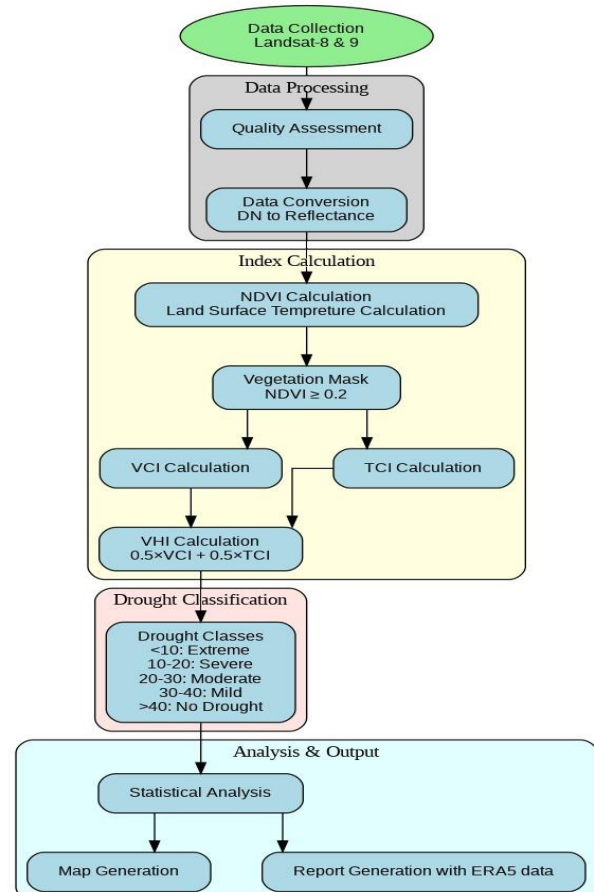 Data Collection
Landsat-8 & 9
Data Processing
Quality Assessment
Data Conversion
DN to Reflectance
Index Calculation
NDVI Calculation
Land Surface Tempreture Calculation
Vegetation Mask
NDVI ≥ 0.2
VCI Calculation
TCI Calculation
VHI Calculation
0.5×VCI + 0.5×TCI
Drought Classification
Drought Classes
<10: Extreme
10-20: Severe
20-30: Moderate
30-40: Mild
>40: No Drought
Analysis & Output
Statistical Analysis
Map Generation
Report Generation with ERA5 data